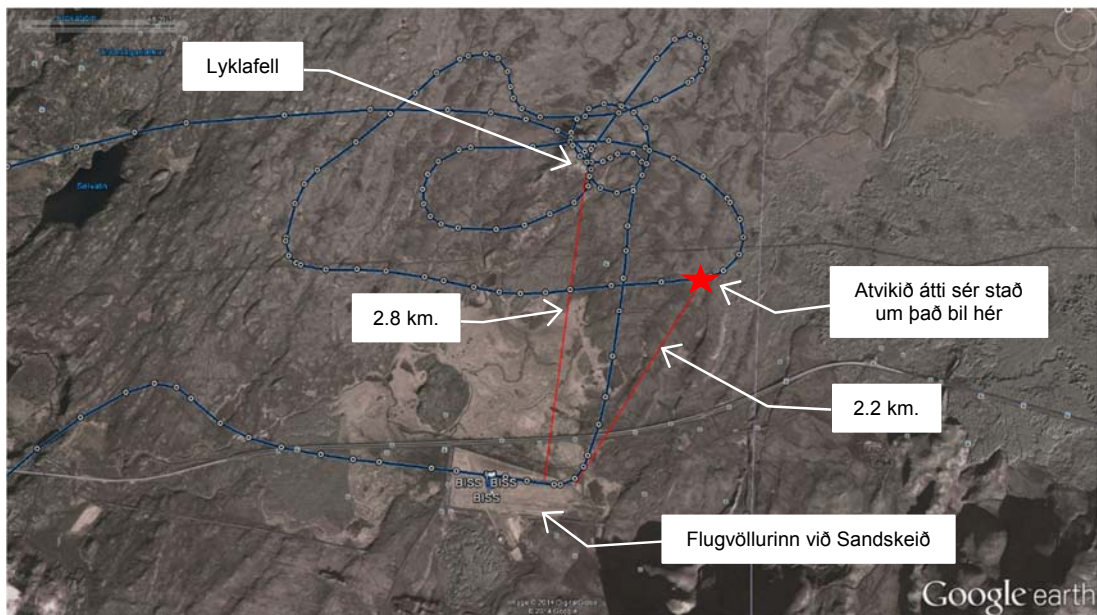 Lyklafell
Selvatn
2.8 km.
Atvikið átti sér stað
um það bil hér
2.2 km.
BISS BISS
BISS
Flugvöllurinn við Sandskeið
Google earth